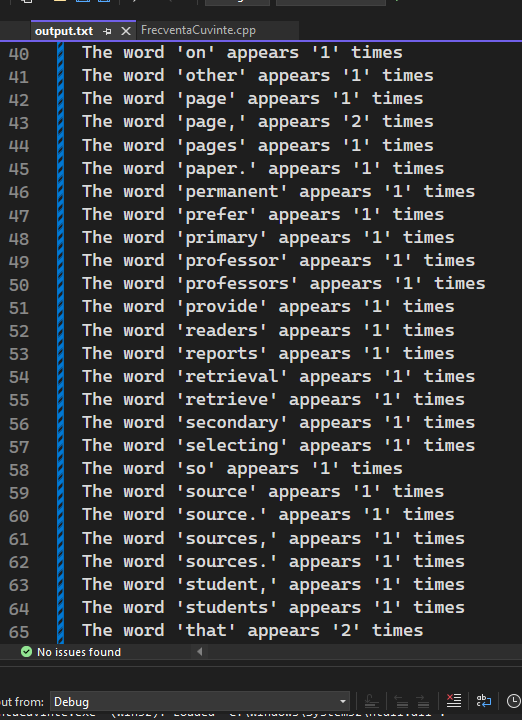 output.txt FrecventaCuvinte.cpp
40 The word 'on' appears '1' times
41 The word 'other' appears '1' times
42 The word 'page' appears '1' times
43 The word 'page,' appears '2' times
44 The word 'pages' appears '1' times
45 The word 'paper.' appears '1' times
46 The word 'permanent' appears '1' times
47 The word 'prefer' appears '1' times
48 The word 'primary' appears '1' times
49 The word 'professor' appears '1' times
50 The word 'professors' appears '1' times
51 The word 'provide' appears '1' times
52 The word 'readers' appears '1' times
53 The word 'reports' appears '1' times
54 The word 'retrieval' appears '1' times
55 The word 'retrieve' appears '1' times
56 The word 'secondary' appears '1' times
57 The word 'selecting' appears '1' times
58 The word 'so' appears '1' times
59 The word 'source' appears '1' times
60 The word 'source.' appears '1' times
61 The word 'sources,' appears '1' times
62 The word 'sources.' appears '1' times
63 The word 'student,' appears '1' times
64 The word 'students' appears '1' times
65 The word 'that' appears '2' times
No issues found
ut from: Debug